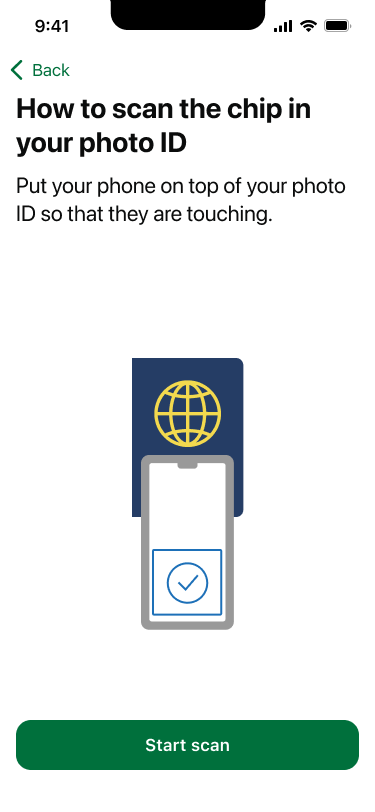 9:41
Back
How to scan the chip in
your photo ID
Put your phone on top of your photo
ID so that they are touching.
Start scan